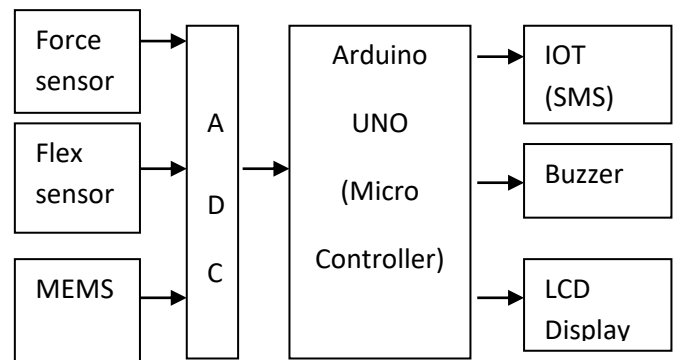 Force
sensor
Flex
sensor
MEMS
A
D
C
Arduino
UNO
(Micro
Controller)
IOT
(SMS)
Buzzer
LCD
Display